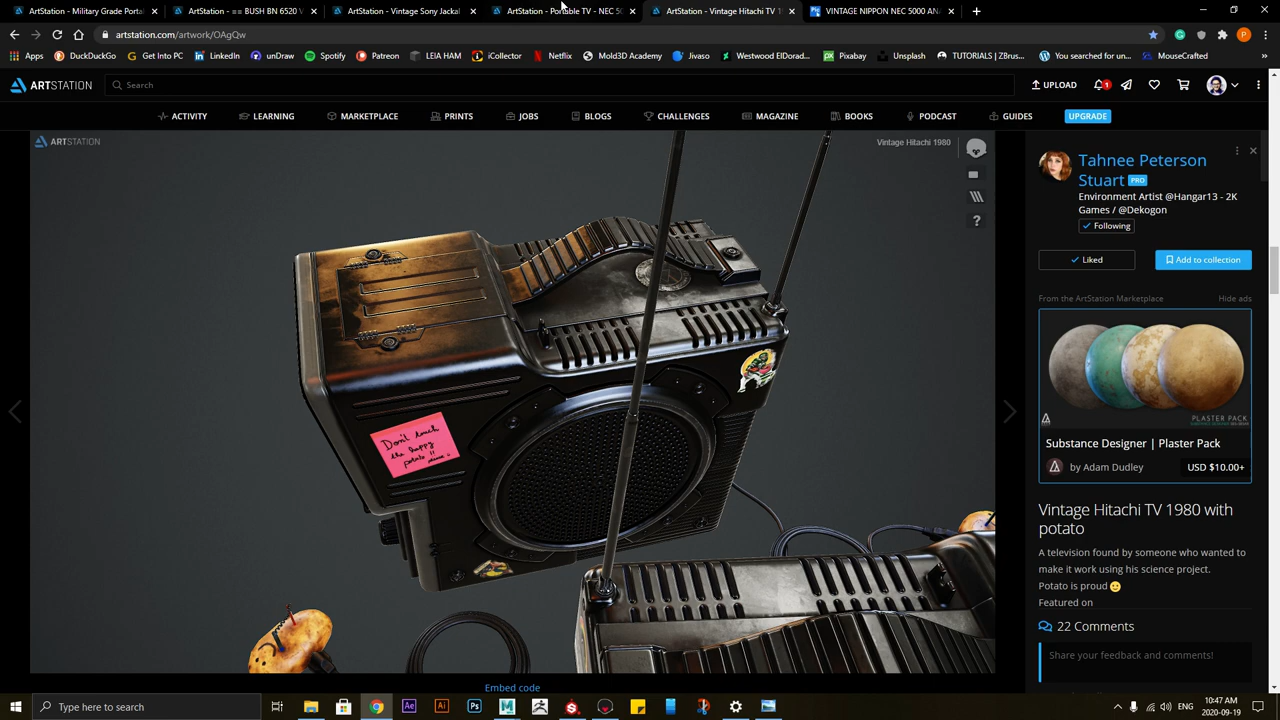 ArtStation - Military Grade Portal
ArtStation - == BUSH BN 6520 V
ArtStation - Vintage Sony Jackal
ArtStation - Portable TV - NEC 5
ArtStation - Vintage Hitachi TV 1
VINTAGE NIPPON NEC 5000 ANA
artstation.com/artwork/OAgQw
Apps
DuckDuckGo
Get Into PC
LinkedIn
unDraw
Spotify
Patreon
LEIA HAM
iCollector
Netflix
Mold3D Academy
Jivaso
Westwood ElDorad...
Pixabay
Unsplash
TUTORIALS | ZBrus...
You searched for un...
MouseCrafted
ARTSTATION
Search
UPLOAD
1
ACTIVITY
LEARNING
MARKETPLACE
PRINTS
JOBS
BLOGS
CHALLENGES
MAGAZINE
BOOKS
PODCAST
GUIDES
UPGRADE
ARTSTATION
Vintage Hitachi 1980
Don't touch
the happy
potato !!
Tahnee Peterson
Stuart PRO
Environment Artist @Hangar13 - 2K
Games / @Dekogon
Following
Liked
Add to collection
From the ArtStation Marketplace
Hide ads
PLASTER PACK
Substance Designer | Plaster Pack
by Adam Dudley
USD $10.00+
Vintage Hitachi TV 1980 with
potato
A television found by someone who wanted to
make it work using his science project.
Potato is proud
Featured on
22 Comments
Share your feedback and comments!
Embed code
Type here to search
ENG
10:47 AM
2020-09-19